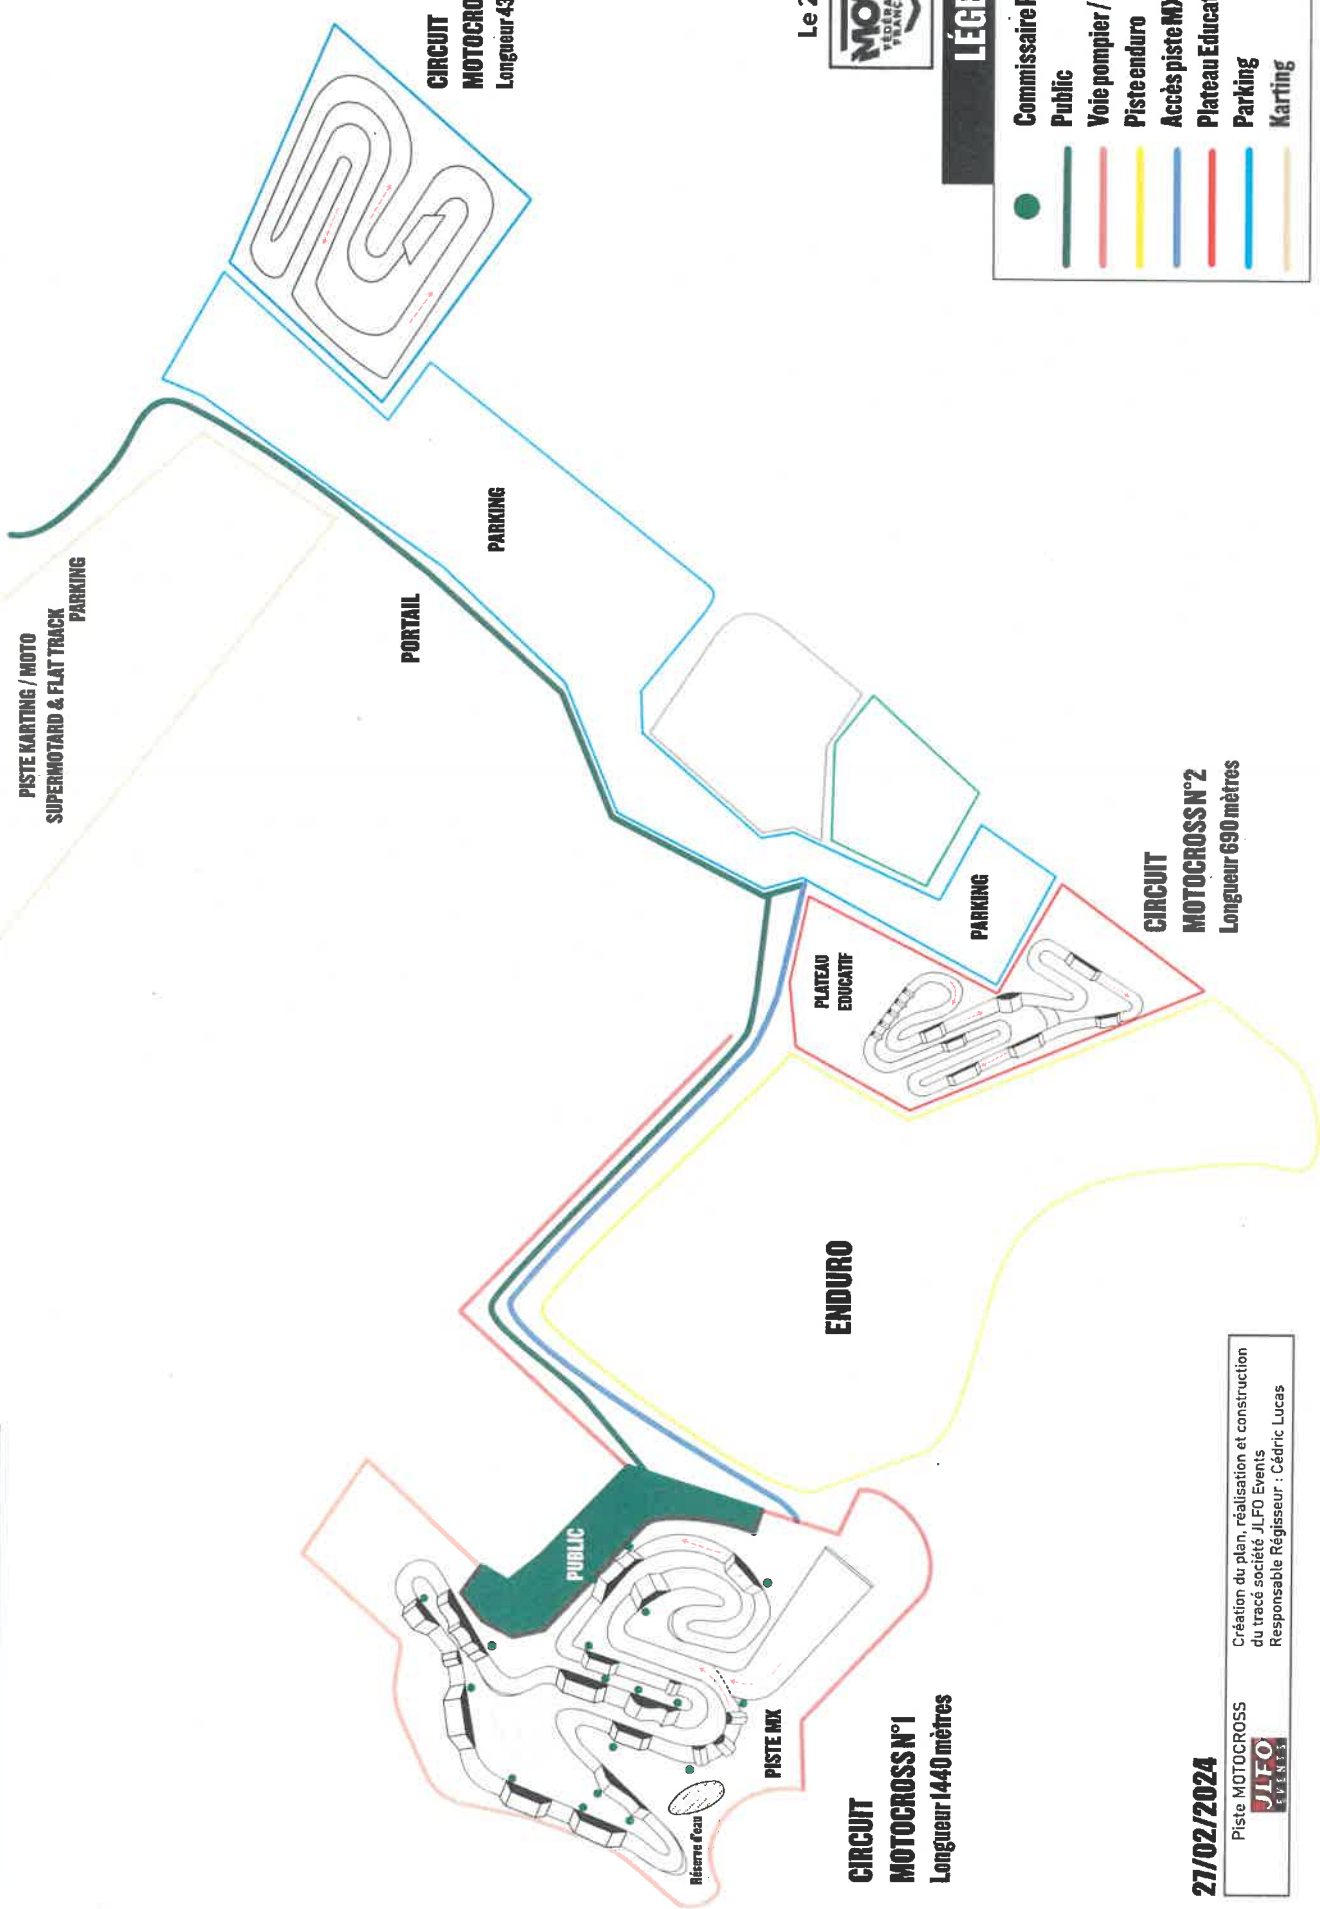 PISTE KARTING / MOTO
SUPERMOTARD & FLAT TRACK
PARKING
PORTAIL
PARKING
CIRCUIT
MOTOCRO
Longueur 43
PLATEAU
EDUCATIF
PARKING
CIRCUIT
MOTOCROSS N°2
Longueur 690 mètres
ENDURO
PUBLIC
PISTE MX
Réserve d'eau
CIRCUIT
MOTOCROSS N°1
Longueur 1440 mètres
27/02/2024
Piste MOTOCROSS
JLFO
EVENTS
Création du plan, réalisation et construction
du tracé société JLFO Events
Responsable Régisseur : Cédric Lucas
Le 2
MO
FÉDÉRA
FRANÇ
LÉGE
Commissaire
Public
Voie pompier /
Piste enduro
Accès piste MX
Plateau Educat
Parking
Karting